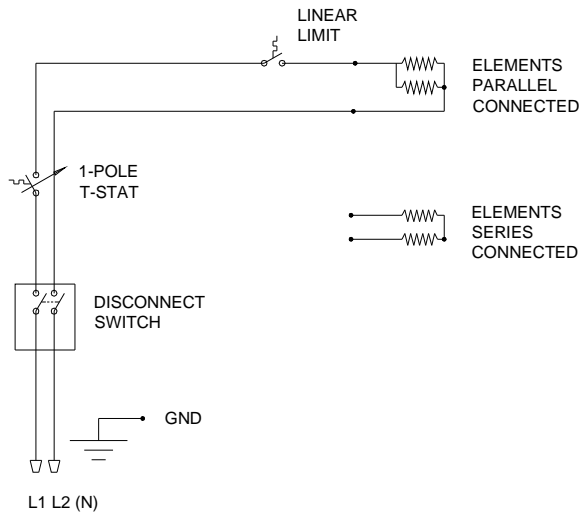 LINEAR
LIMIT
ELEMENTS
PARALLEL
CONNECTED
1-POLE
T-STAT
ELEMENTS
SERIES
CONNECTED
DISCONNECT
SWITCH
GND
L1 L2 (N)